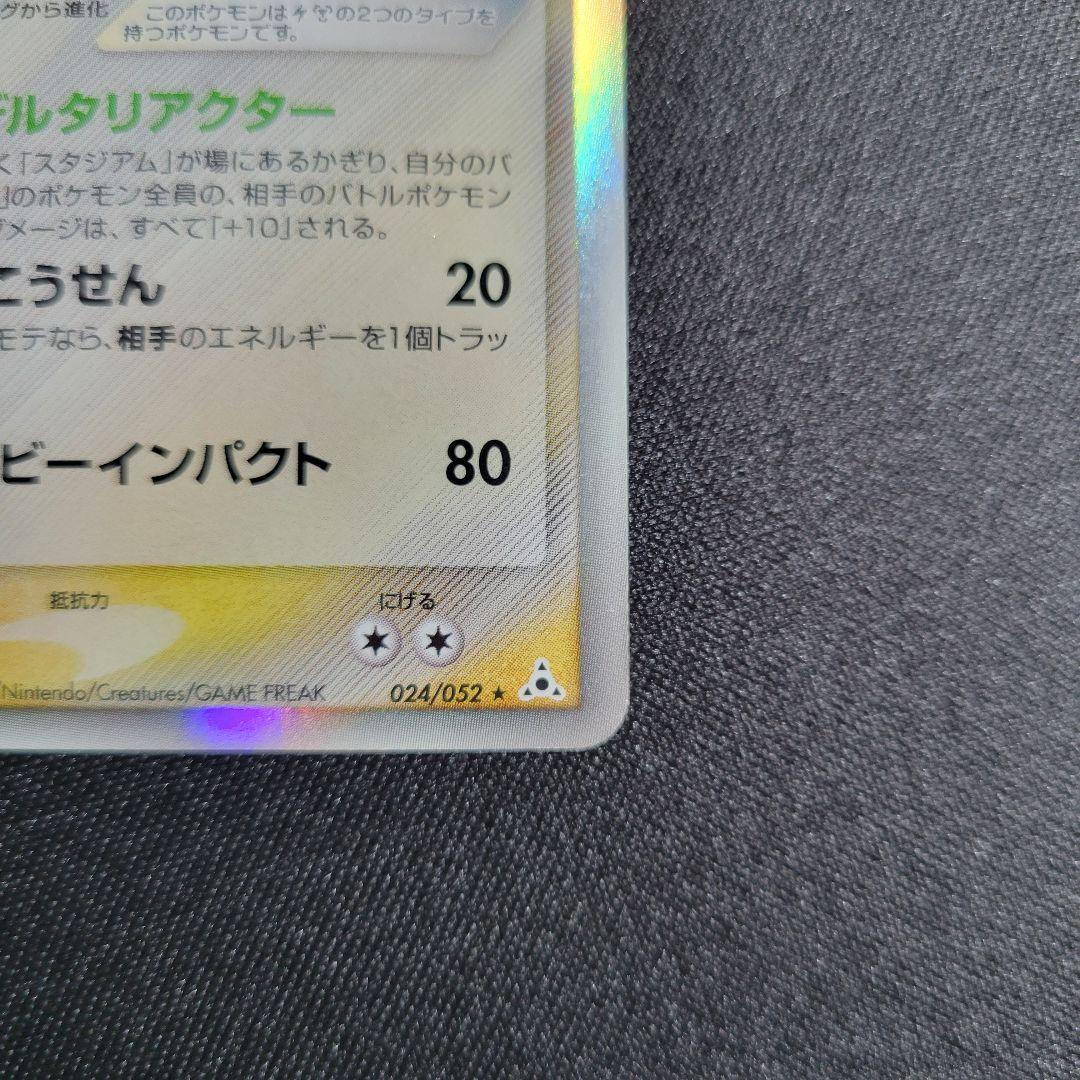 グから進化
このポケモンはの2つのタイプを
持つポケモンです。
デルタリアクター
く「スタジアム」が場にあるかぎり、自分のバ
」のポケモン全員の、相手のバトルポケモン
ダメージは、すべて「+10」される。
こうせん 20
モテなら、相手のエネルギーを1個トラッ
ビーインパクト 80
抵抗力 にげる
/Nintendo/Creatures/GAME FREAK 024/052 ★